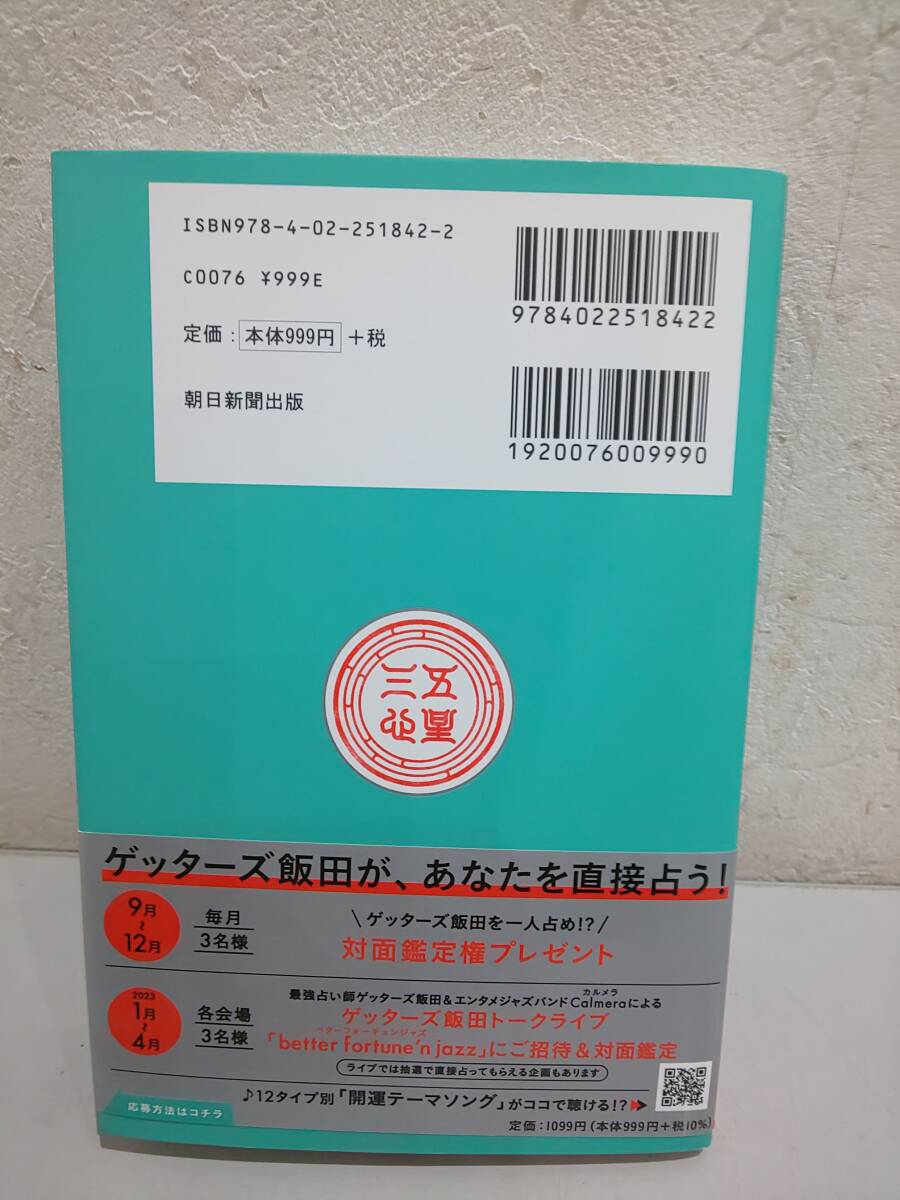 ISBN978-4-02-251842-2
C0076 ¥999E
定価：本体999円＋税
朝日新聞出版
9784022518422
1920076009990
三五
心星
ゲッターズ飯田が、あなたを直接占う！
9月
～
12月
毎月
3名様
\ゲッターズ飯田を一人占め!?/
対面鑑定権プレゼント
2023
1月
～
4月
各会場
3名様
カルメラ
最強占い師ゲッターズ飯田＆エンタメジャズバンドCalmeraによる
ゲッターズ飯田トークライブ
ベターフォーチュンジャズ
「better fortune'n jazz」にご招待＆対面鑑定
ライブでは抽選で直接占ってもらえる企画もあります
♪12タイプ別「開運テーマソング」がココで聴ける!?
応募方法はコチラ
定価：1099円（本体999円＋税10%）